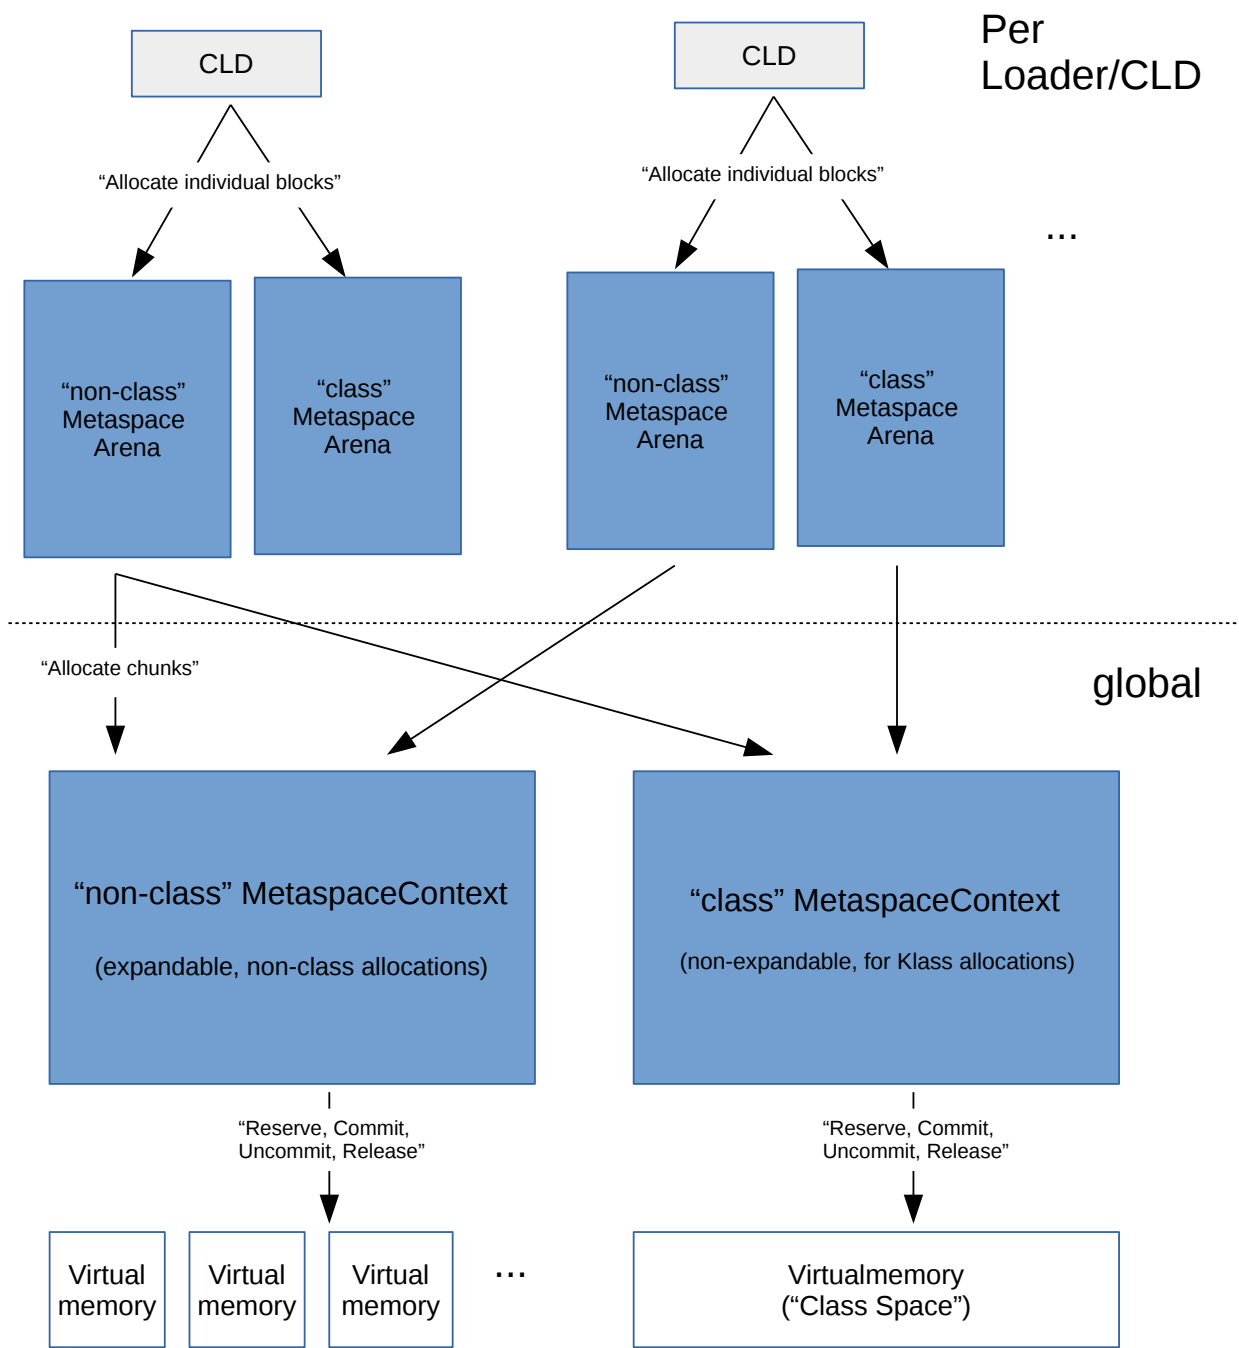 Per
Loader/CLD
CLD
CLD
“Allocate individual blocks”
“Allocate individual blocks”
...
“non-class”
Metaspace
Arena
“class”
Metaspace
Arena
“non-class”
Metaspace
Arena
“class”
Metaspace
Arena
“Allocate chunks”
global
“non-class” MetaspaceContext
(expandable, non-class allocations)
“class” MetaspaceContext
(non-expandable, for Klass allocations)
“Reserve, Commit,
Uncommit, Release”
“Reserve, Commit,
Uncommit, Release”
Virtual
memory
Virtual
memory
Virtual
memory
...
Virtualmemory
(“Class Space”)